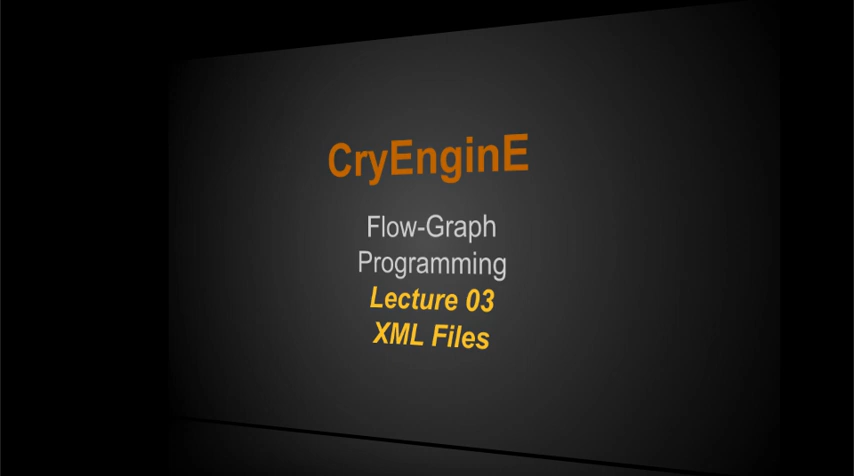 CryEnginE
Flow-Graph
Programming
Lecture 03
XML Files